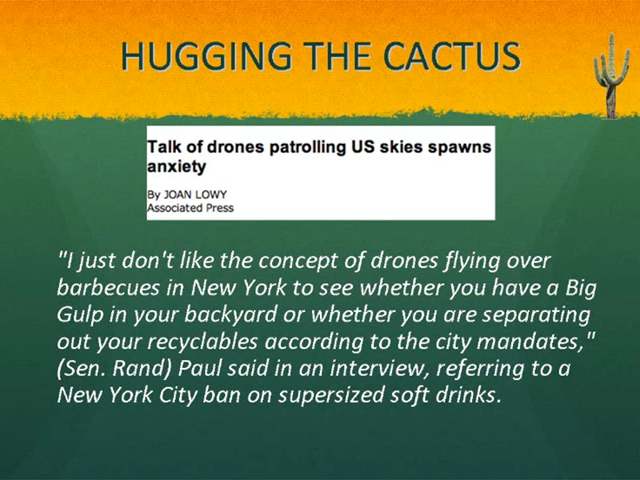 HUGGING THE CACTUS
Talk of drones patrolling US skies spawns
anxiety
By JOAN LOWY
Associated Press
"I just don't like the concept of drones flying over
barbecues in New York to see whether you have a Big
Gulp in your backyard or whether you are separating
out your recyclables according to the city mandates,"
(Sen. Rand) Paul said in an interview, referring to a
New York City ban on supersized soft drinks.